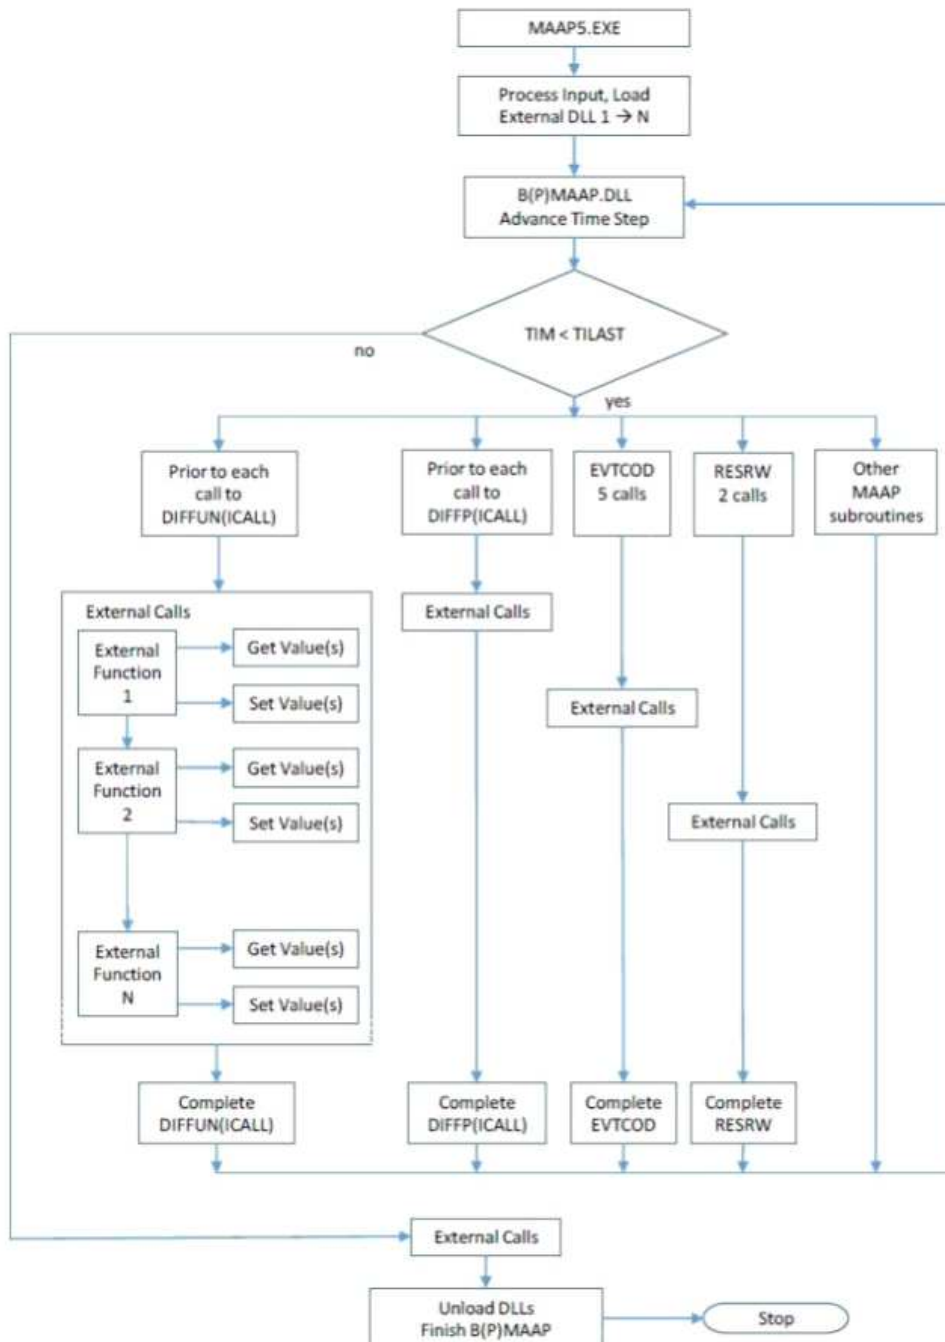 MAAP5.EXE
Process Input, Load
External DLL 1 → N
B(P)MAAP.DLL
Advance Time Step
TIM < TILAST
no
yes
Prior to each
call to
DIFFUN(ICALL)
Prior to each
call to
DIFFP(ICALL)
EVTCOD
5 calls
RESRW
2 calls
Other
MAAP
subroutines
External Calls
External
Function
1
Get Value(s)
Set Value(s)
External
Function
2
Get Value(s)
Set Value(s)
External
Function
N
Get Value(s)
Set Value(s)
External Calls
External Calls
External Calls
Complete
DIFFUN(ICALL)
Complete
DIFFP(ICALL)
Complete
EVTCOD
Complete
RESRW
External Calls
Unload DLLs
Finish B(P)MAAP
Stop